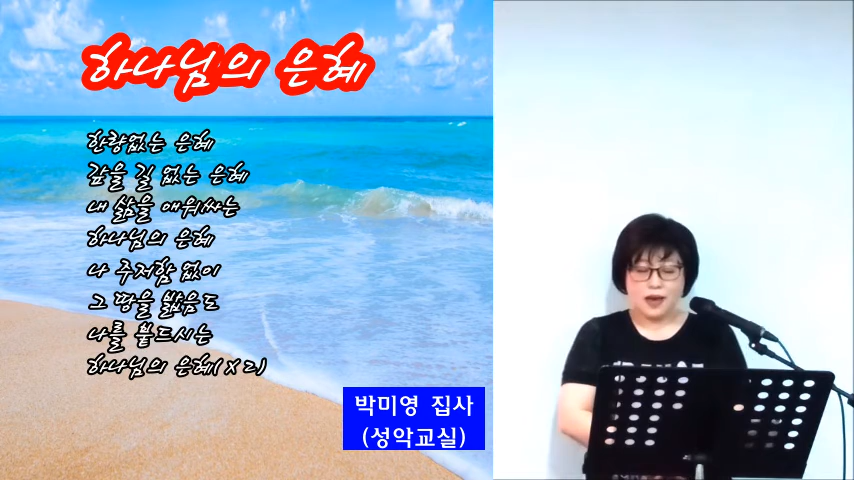 하나님의 은혜
한량없는 은혜
갚을 길 없는 은혜
내 삶을 에워싸는
하나님의 은혜
나 주저함 없이
그 땅을 밟음도
나를 붙드시는
하나님의 은혜(X2)
박미영 집사
(성악교실)